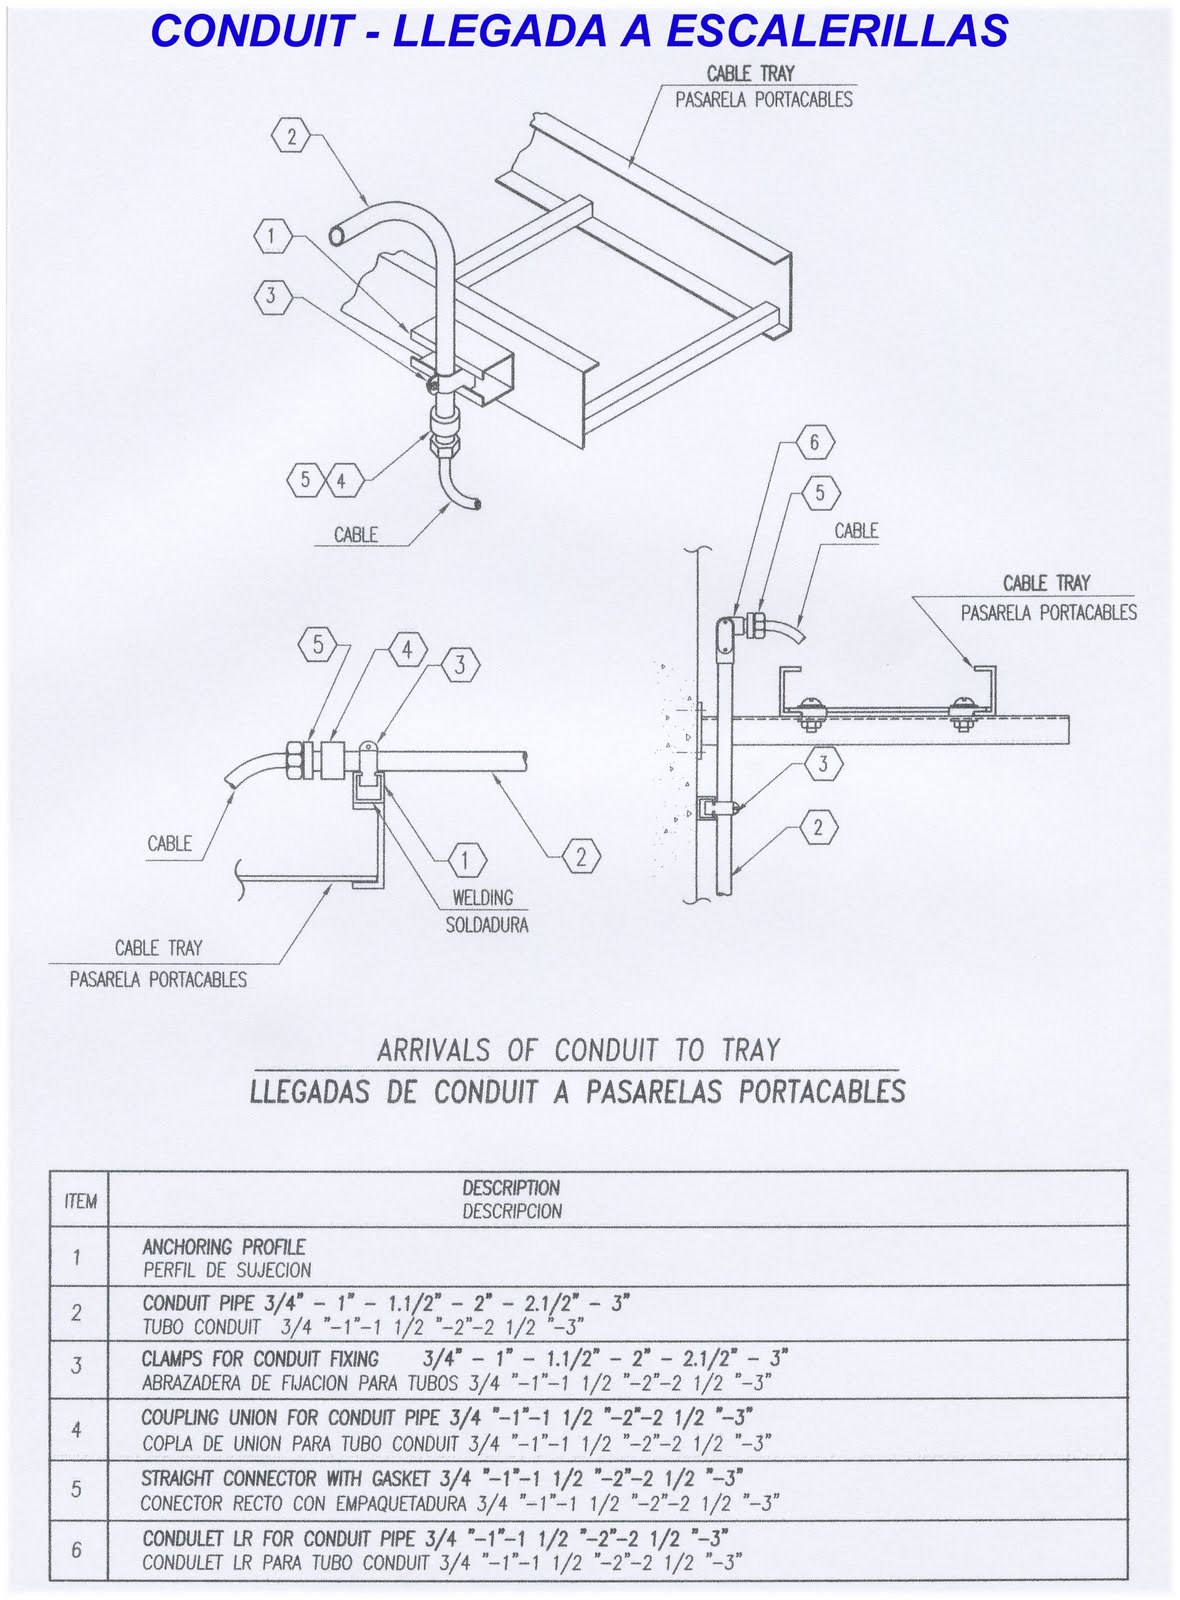 CONDUIT - LLEGADA A ESCALERILLAS
CABLE TRAY
PASARELA PORTACABLES
2
1
3
5 4
CABLE
6
5
CABLE
CABLE TRAY
PASARELA PORTACABLES
5
4
3
3
2
CABLE
1
2
WELDING
SOLDADURA
CABLE TRAY
PASARELA PORTACABLES
ARRIVALS OF CONDUIT TO TRAY
LLEGADAS DE CONDUIT A PASARELAS PORTACABLES
ITEM
DESCRIPTION
DESCRIPCION
1
ANCHORING PROFILE
PERFIL DE SUJECION
2
CONDUIT PIPE 3/4" - 1" - 1.1/2" - 2" - 2.1/2" - 3"
TUBO CONDUIT 3/4 "-1"-1 1/2 "-2"-2 1/2 "-3"
3
CLAMPS FOR CONDUIT FIXING 3/4" - 1" - 1.1/2" - 2" - 2.1/2" - 3"
ABRAZADERA DE FIJACION PARA TUBOS 3/4 "-1"-1 1/2 "-2"-2 1/2 "-3"
4
COUPLING UNION FOR CONDUIT PIPE 3/4 "-1"-1 1/2 "-2"-2 1/2 "-3"
COPLA DE UNION PARA TUBO CONDUIT 3/4 "-1"-1 1/2 "-2"-2 1/2 "-3"
5
STRAIGHT CONNECTOR WITH GASKET 3/4 "-1"-1 1/2 "-2"-2 1/2 "-3"
CONECTOR RECTO CON EMPAQUETADURA 3/4 "-1"-1 1/2 "-2"-2 1/2 "-3"
6
CONDULET LR FOR CONDUIT PIPE 3/4 "-1"-1 1/2 "-2"-2 1/2 "-3"
CONDULET LR PARA TUBO CONDUIT 3/4 "-1"-1 1/2 "-2"-2 1/2 "-3"